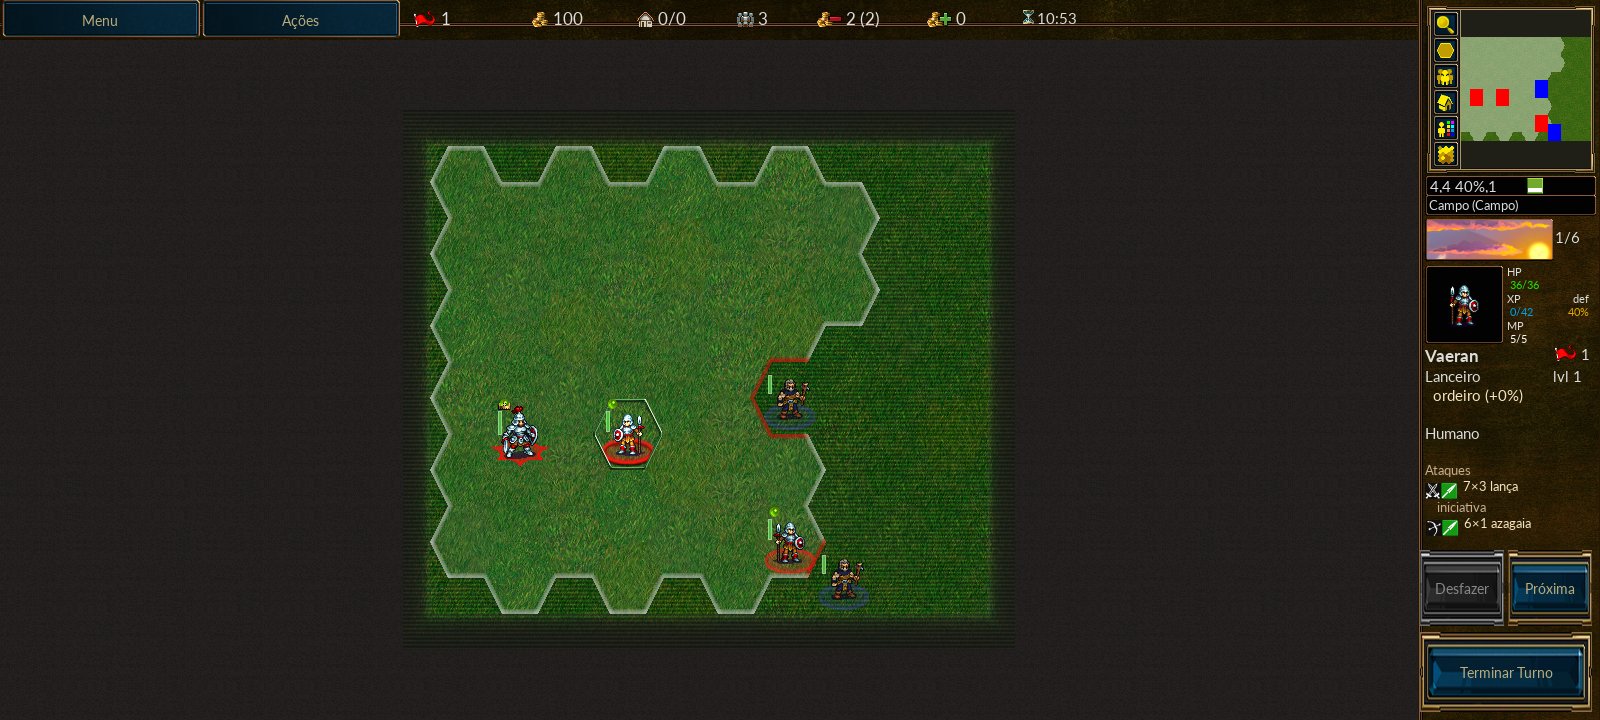 Menu
Ações
1
100
0/0
3
2 (2)
0
10:53
4,4 40%,1
Campo (Campo)
1/6
HP
36/36
XP
def
0/42
40%
MP
5/5
Vaeran
1
Lanceiro
lvl 1
ordeiro (+0%)
Humano
Ataques
7×3 lança
iniciativa
6×1 azagaia
Desfazer
Próxima
Terminar Turno